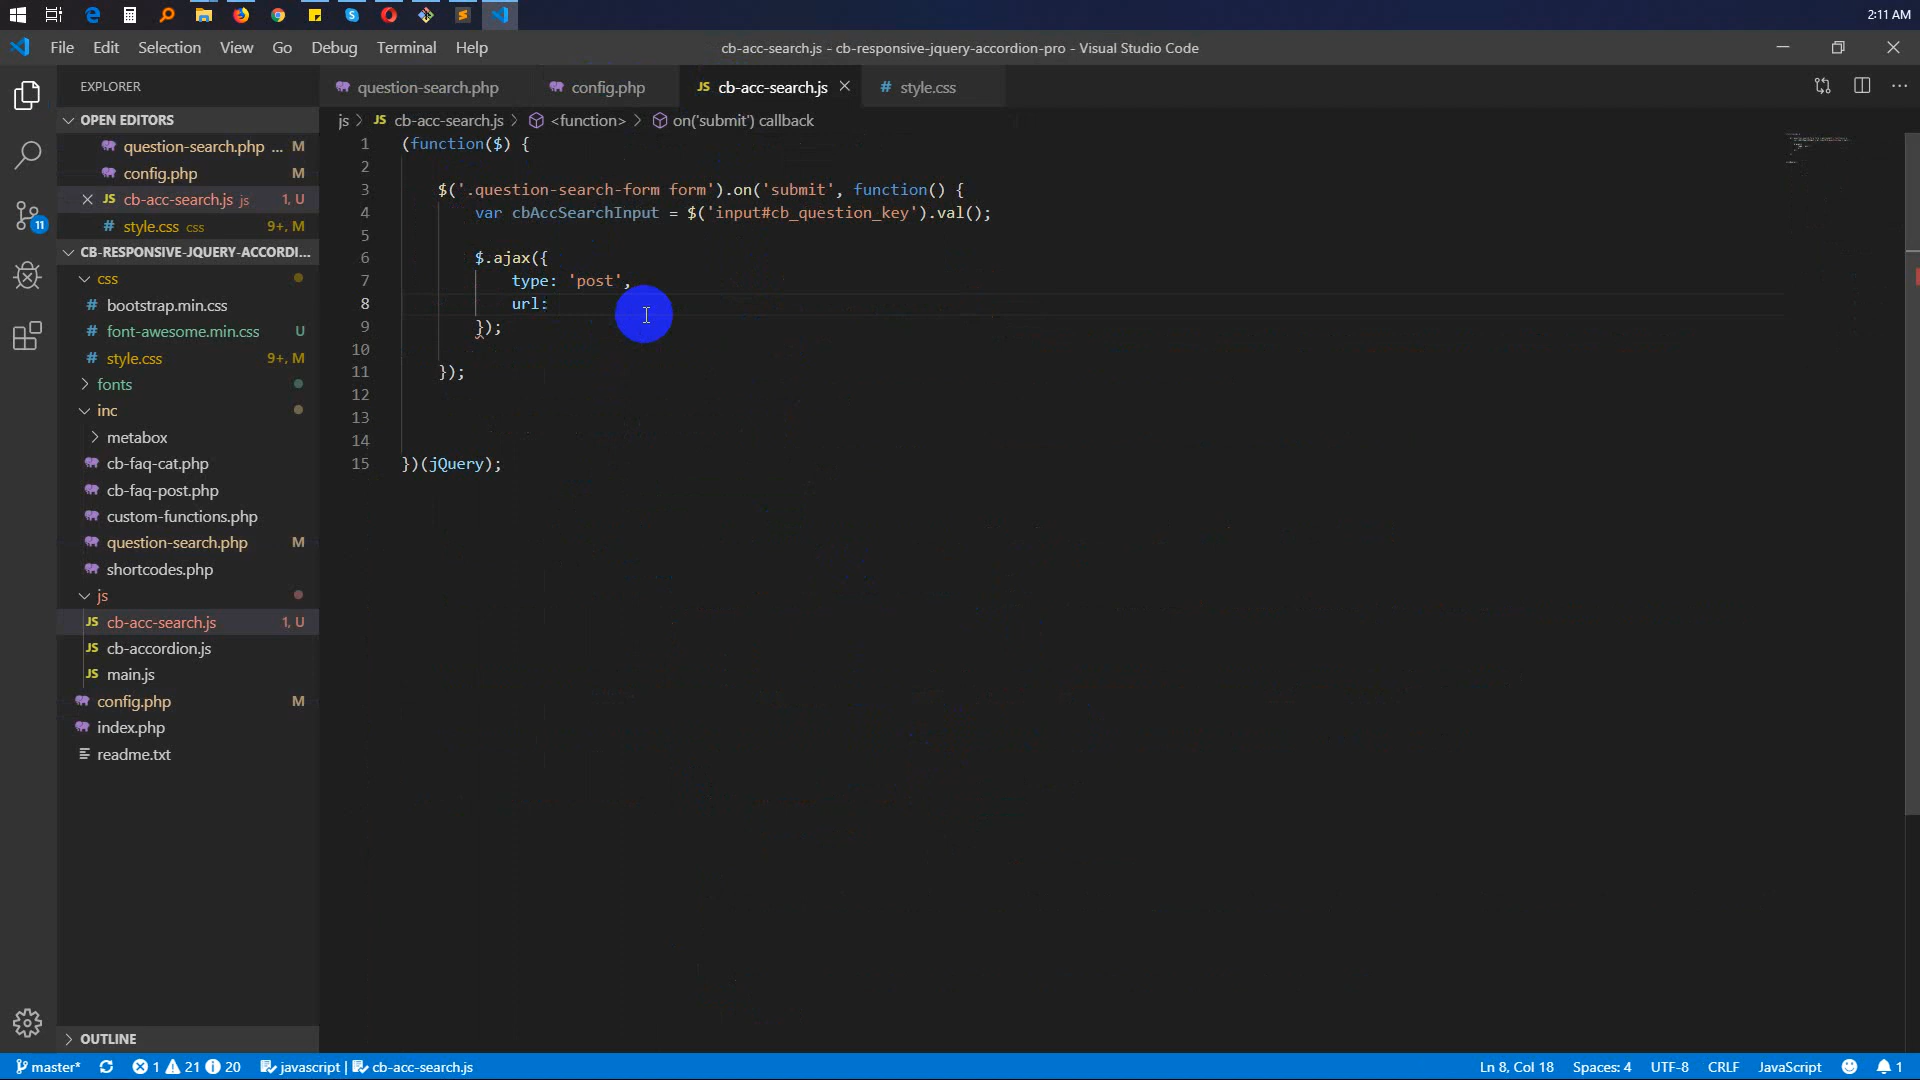 2:11 AM
File Edit Selection View Go Debug Terminal Help
cb-acc-search.js - cb-responsive-jquery-accordion-pro - Visual Studio Code
EXPLORER
question-search.php config.php JS cb-acc-search.js # style.css
OPEN EDITORS
question-search.php ... M
config.php M
JS cb-acc-search.js js 1, U
# style.css css 9+, M
11
CB-RESPONSIVE-JQUERY-ACCORDI...
css
# bootstrap.min.css
# font-awesome.min.css U
# style.css 9+, M
fonts
inc
metabox
cb-faq-cat.php
cb-faq-post.php
custom-functions.php
question-search.php M
shortcodes.php
js
JS cb-acc-search.js 1, U
JS cb-accordion.js
JS main.js
config.php M
index.php
readme.txt
OUTLINE
js > JS cb-acc-search.js > <function> > on('submit') callback
1 (function($) {
2
3 $('.question-search-form form').on('submit', function() {
4 var cbAccSearchInput = $('input#cb_question_key').val();
5
6 $.ajax({
7 type: 'post',
8 url:
9 });
10
11 });
12
13
14
15 })(jQuery);
master* 1 21 20 javascript | cb-acc-search.js Ln 8, Col 18 Spaces: 4 UTF-8 CRLF JavaScript 1